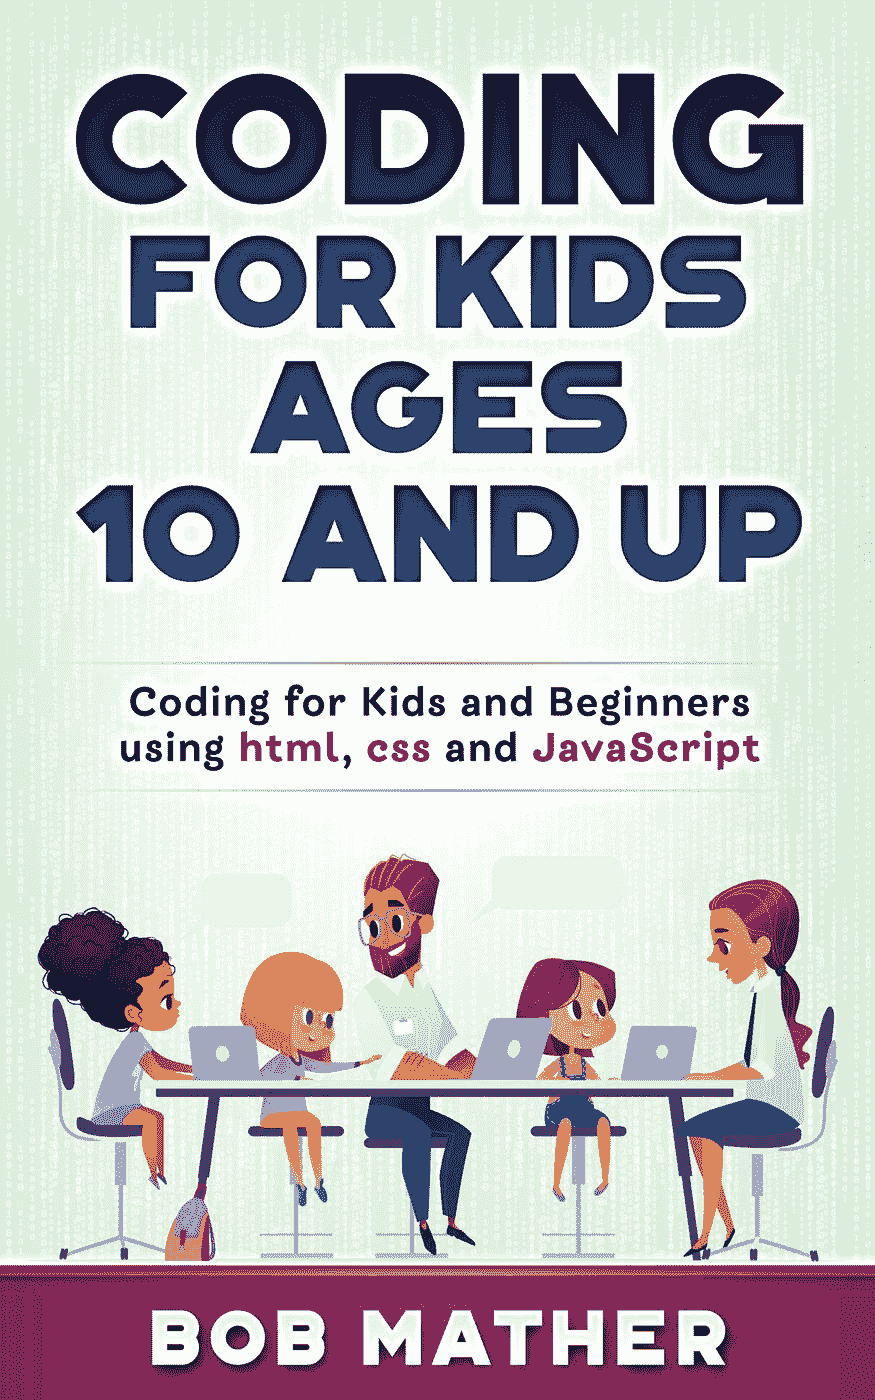 CODING
FOR KIDS
AGES
10 AND UP
Coding for Kids and Beginners
using html, css and JavaScript
BOB MATHER